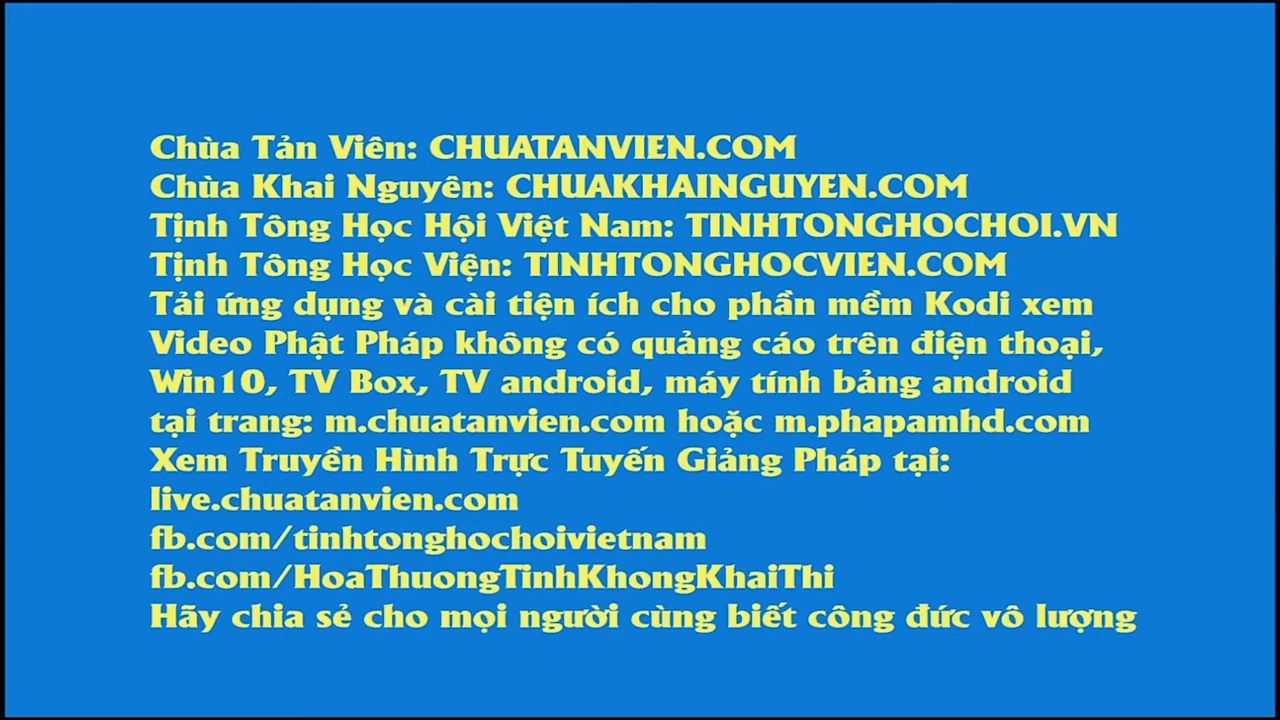 Chùa Tản Viên: CHUATANVIEN.COM
Chùa Khai Nguyên: CHUAKHAINGUYEN.COM
Tịnh Tông Học Hội Việt Nam: TINHTONGHOCHOI.VN
Tịnh Tông Học Viện: TINHTONGHOCVIEN.COM
Tải ứng dụng và cài tiện ích cho phần mềm Kodi xem
Video Phật Pháp không có quảng cáo trên điện thoại,
Win10, TV Box, TV android, máy tính bảng android
tại trang: m.chuatanvien.com hoặc m.phapamhd.com
Xem Truyền Hình Trực Tuyến Giảng Pháp tại:
live.chuatanvien.com
fb.com/tinhtonghochoivietnam
fb.com/HoaThuongTinhKhongKhaiThi
Hãy chia sẻ cho mọi người cùng biết công đức vô lượng